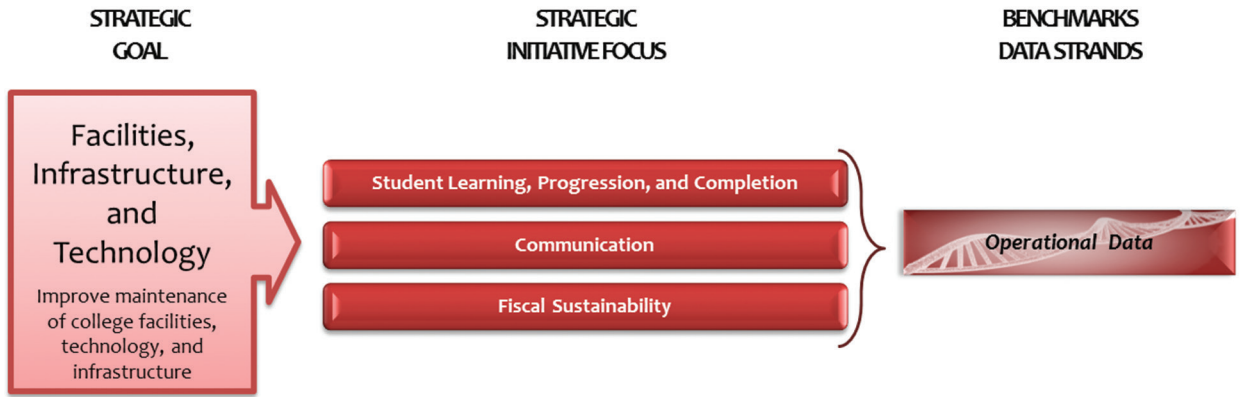 STRATEGIC
GOAL
STRATEGIC
INITIATIVE FOCUS
BENCHMARKS
DATA STRANDS
Facilities,
Infrastructure,
and
Technology
Improve maintenance
of college facilities,
technology, and
infrastructure
Student Learning, Progression, and Completion
Communication
Fiscal Sustainability
Operational Data